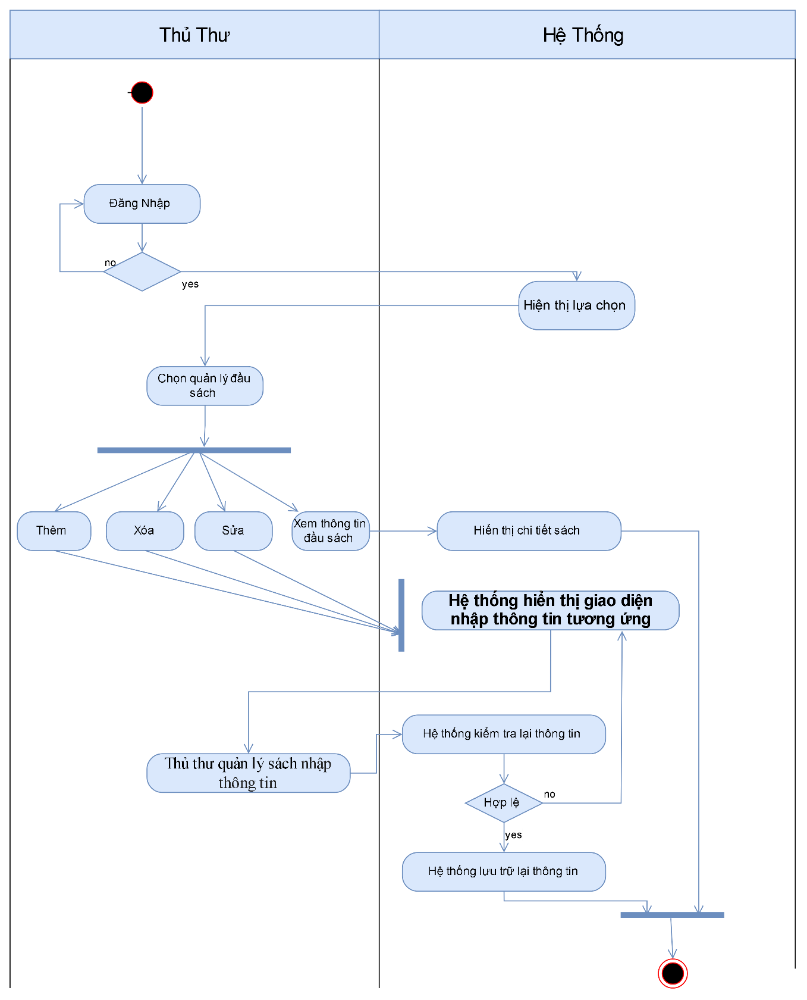 Thủ Thư
Hệ Thống
Đăng Nhập
no
yes
Hiện thị lựa chọn
Chọn quản lý đầu
sách
Thêm
Xóa
Sửa
Xem thông tin
đầu sách
Hiển thị chi tiết sách
Hệ thống hiển thị giao diện
nhập thông tin tương ứng
Hệ thống kiểm tra lại thông tin
Thủ thư quản lý sách nhập
thông tin
Hợp lệ
no
yes
Hệ thống lưu trữ lại thông tin